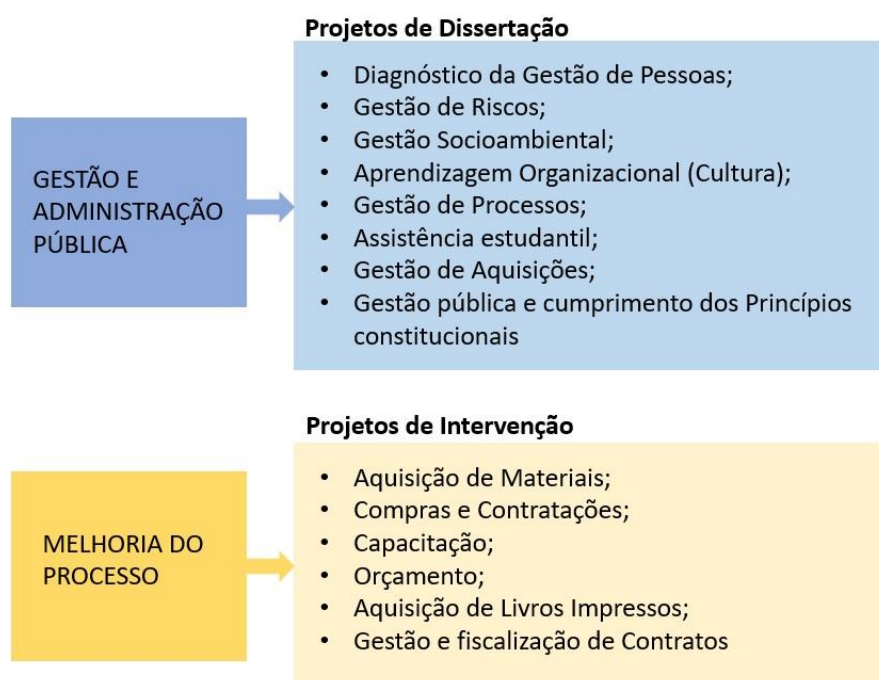 Projetos de Dissertação
GESTÃO E
ADMINISTRAÇÃO
PÚBLICA
• Diagnóstico da Gestão de Pessoas;
• Gestão de Riscos;
• Gestão Socioambiental;
• Aprendizagem Organizacional (Cultura);
• Gestão de Processos;
• Assistência estudantil;
• Gestão de Aquisições;
• Gestão pública e cumprimento dos Princípios
constitucionais
Projetos de Intervenção
MELHORIA DO
PROCESSO
• Aquisição de Materiais;
• Compras e Contratações;
• Capacitação;
• Orçamento;
• Aquisição de Livros Impressos;
• Gestão e fiscalização de Contratos